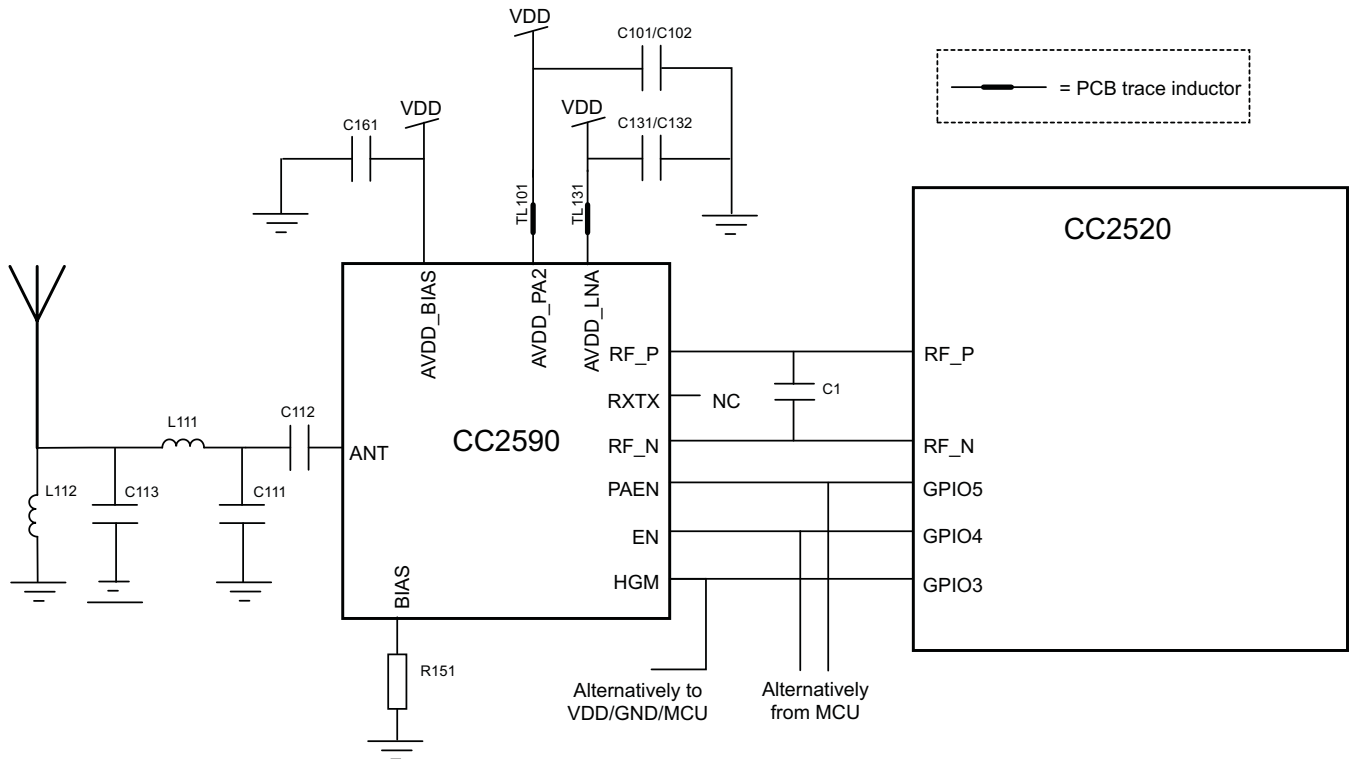 VDD
C101/C102
= PCB trace inductor
VDD
C161
VDD
C131/C132
TL101
TL131
CC2520
AVDD_BIAS
AVDD_PA2
AVDD_LNA
RF_P
RF_P
C1
RXTX
NC
L111
C112
ANT
CC2590
RF_N
RF_N
L112
C113
C111
PAEN
GPIO5
EN
GPIO4
HGM
GPIO3
BIAS
R151
Alternatively to
VDD/GND/MCU
Alternatively
from MCU